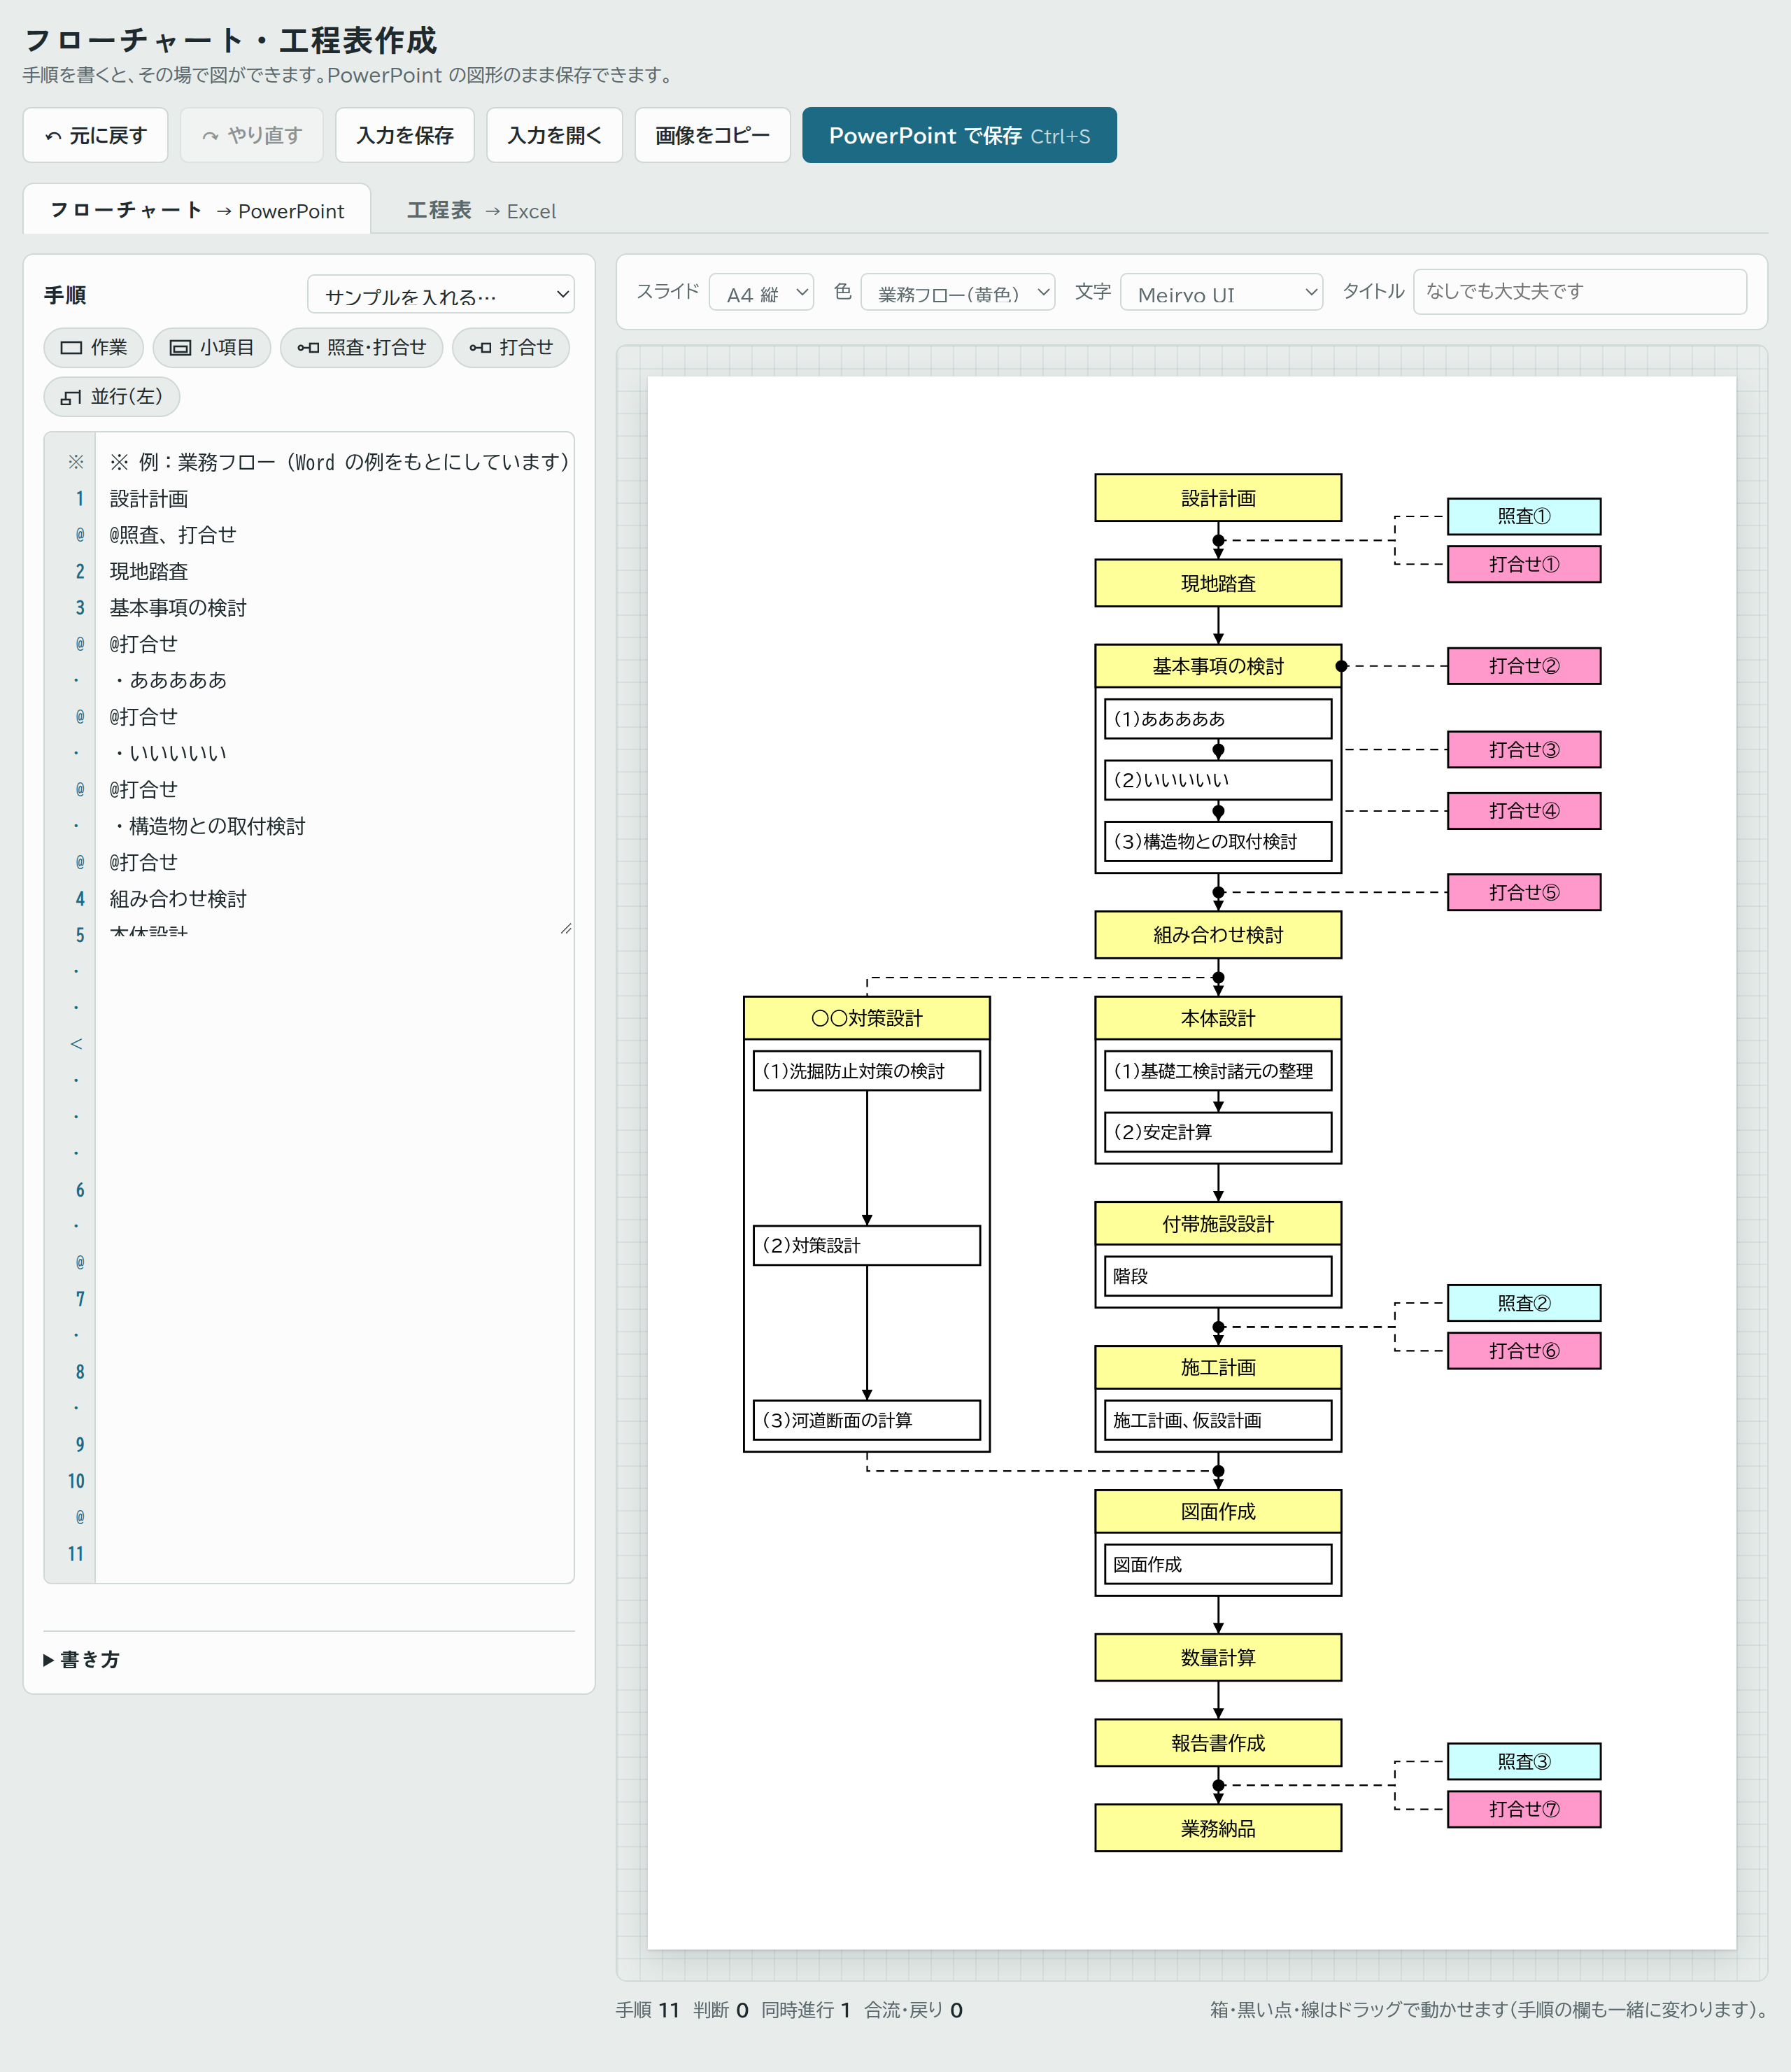 フローチャート・工程表作成
手順を書くと、その場で図ができます。PowerPoint の図形のまま保存できます。
元に戻す やり直す 入力を保存 入力を開く 画像をコピー PowerPoint で保存 Ctrl+S
フローチャート → PowerPoint 工程表 → Excel
手順 サンプルを入れる…
作業 小項目 照査・打合せ 打合せ
並行(左)
※ ※ 例：業務フロー（Word の例をもとにしています）
1 設計計画
@ @照査、打合せ
2 現地踏査
3 基本事項の検討
@ @打合せ
・ ・あああああ
@ @打合せ
・ ・いいいいい
@ @打合せ
・ ・構造物との取付検討
@ @打合せ
4 組み合わせ検討
5 本体設計
・
・
<
・
・
・
6
・
@
7
・
8
・
9
10
@
11
▶ 書き方
スライド A4 縦 色 業務フロー(黄色) 文字 Meiryo UI タイトル なしでも大丈夫です
設計計画
照査①
打合せ①
現地踏査
基本事項の検討
打合せ②
(1)あああああ
打合せ③
(2)いいいいい
打合せ④
(3)構造物との取付検討
打合せ⑤
組み合わせ検討
〇〇対策設計
(1)洗掘防止対策の検討
(2)対策設計
(3)河道断面の計算
本体設計
(1)基礎工検討諸元の整理
(2)安定計算
付帯施設設計
階段
照査②
打合せ⑥
施工計画
施工計画、仮設計画
図面作成
図面作成
数量計算
報告書作成
照査③
打合せ⑦
業務納品
手順 11 判断 0 同時進行 1 合流・戻り 0
箱・黒い点・線はドラッグで動かせます(手順の欄も一緒に変わります)。